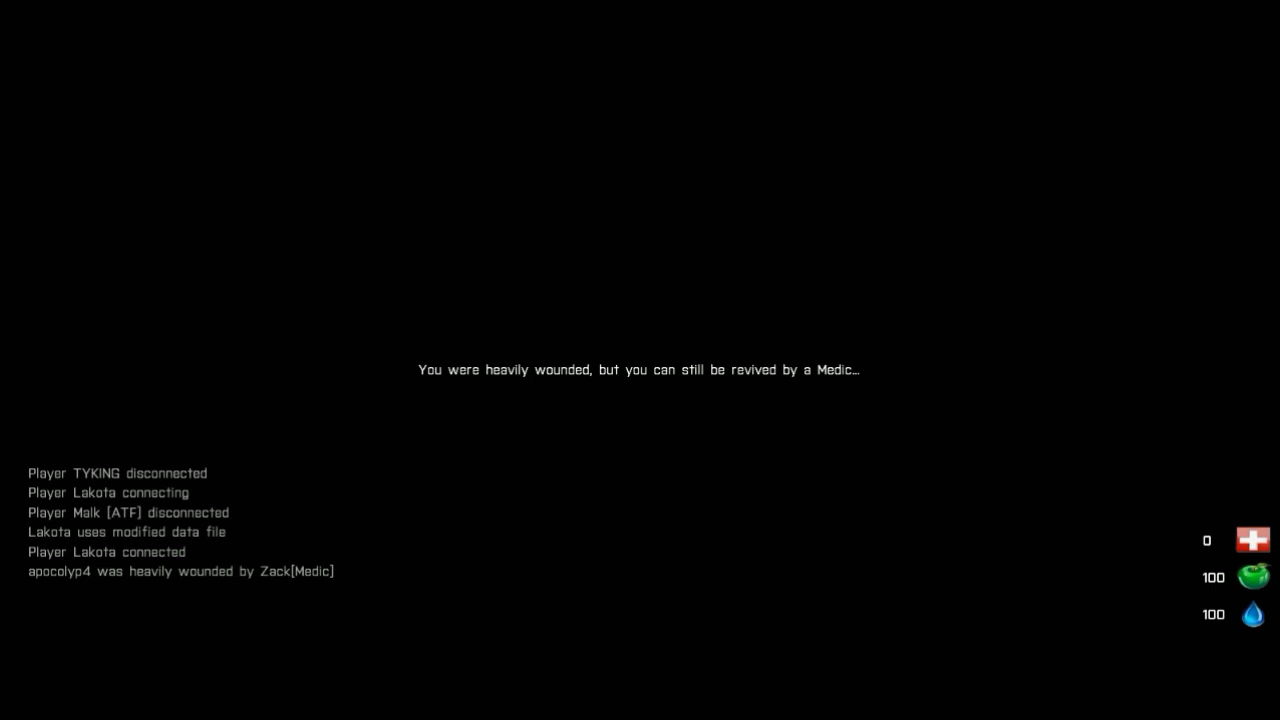 You were heavily wounded, but you can still be revived by a Medic...
Player TYKING disconnected
Player Lakota connecting
Player Malk [ATF] disconnected
Lakota uses modified data file
Player Lakota connected
apocolyp4 was heavily wounded by Zack[Medic]
0
100
100